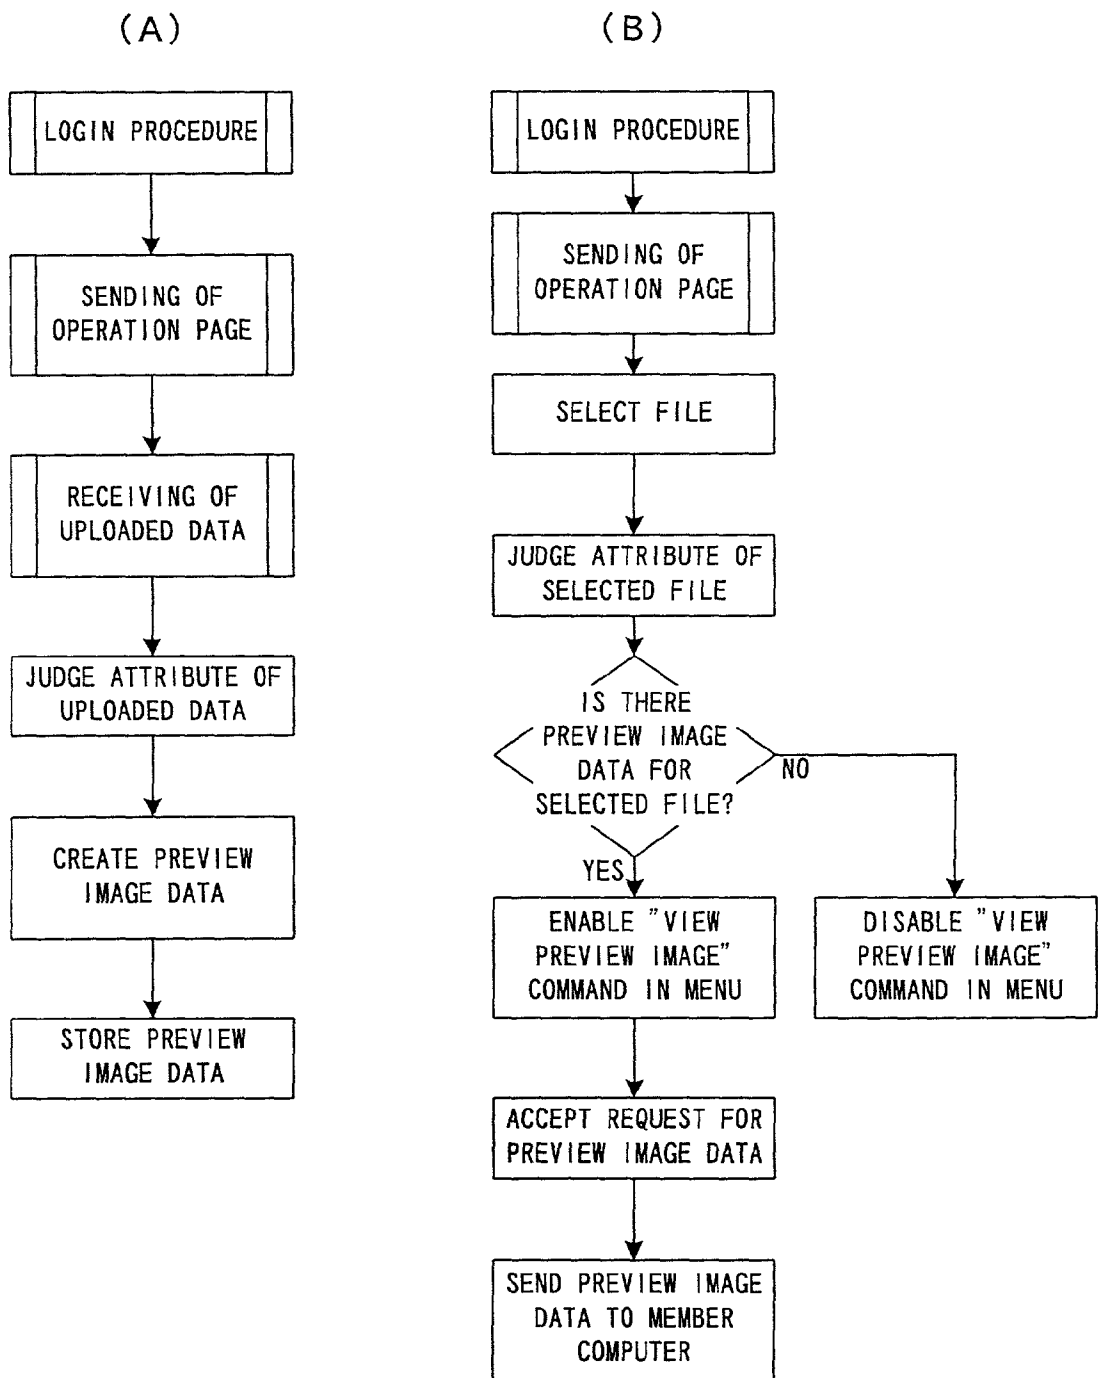 (A)
LOGIN PROCEDURE
SENDING OF
OPERATION PAGE
RECEIVING OF
UPLOADED DATA
JUDGE ATTRIBUTE OF
UPLOADED DATA
CREATE PREVIEW
IMAGE DATA
STORE PREVIEW
IMAGE DATA
(B)
LOGIN PROCEDURE
SENDING OF
OPERATION PAGE
SELECT FILE
JUDGE ATTRIBUTE OF
SELECTED FILE
IS THERE
PREVIEW IMAGE
DATA FOR
SELECTED FILE?
NO
YES
ENABLE "VIEW
PREVIEW IMAGE"
COMMAND IN MENU
DISABLE "VIEW
PREVIEW IMAGE"
COMMAND IN MENU
ACCEPT REQUEST FOR
PREVIEW IMAGE DATA
SEND PREVIEW IMAGE
DATA TO MEMBER
COMPUTER